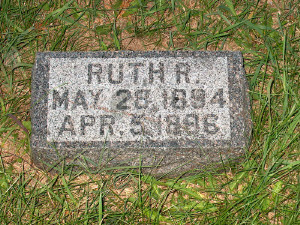 RUTH R.
MAY 28, 1894
APR. 5, 1896